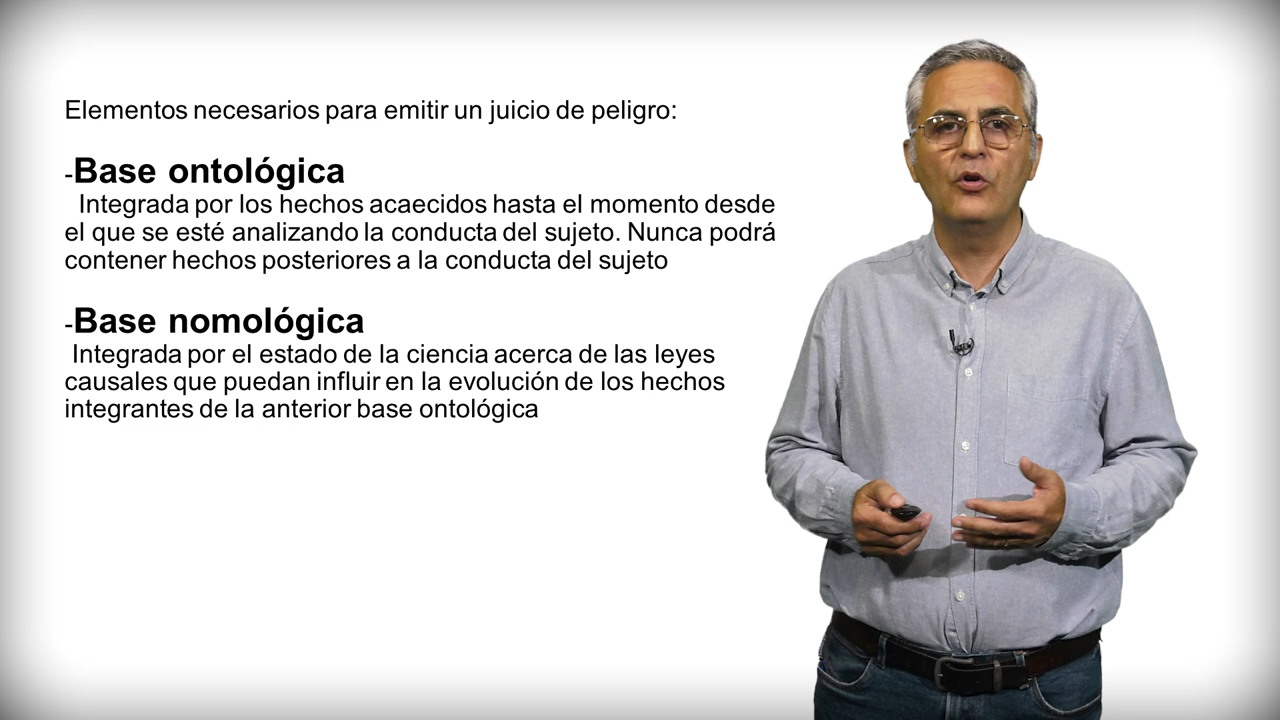 Elementos necesarios para emitir un juicio de peligro:
-Base ontológica
Integrada por los hechos acaecidos hasta el momento desde
el que se esté analizando la conducta del sujeto. Nunca podrá
contener hechos posteriores a la conducta del sujeto
-Base nomológica
Integrada por el estado de la ciencia acerca de las leyes
causales que puedan influir en la evolución de los hechos
integrantes de la anterior base ontológica